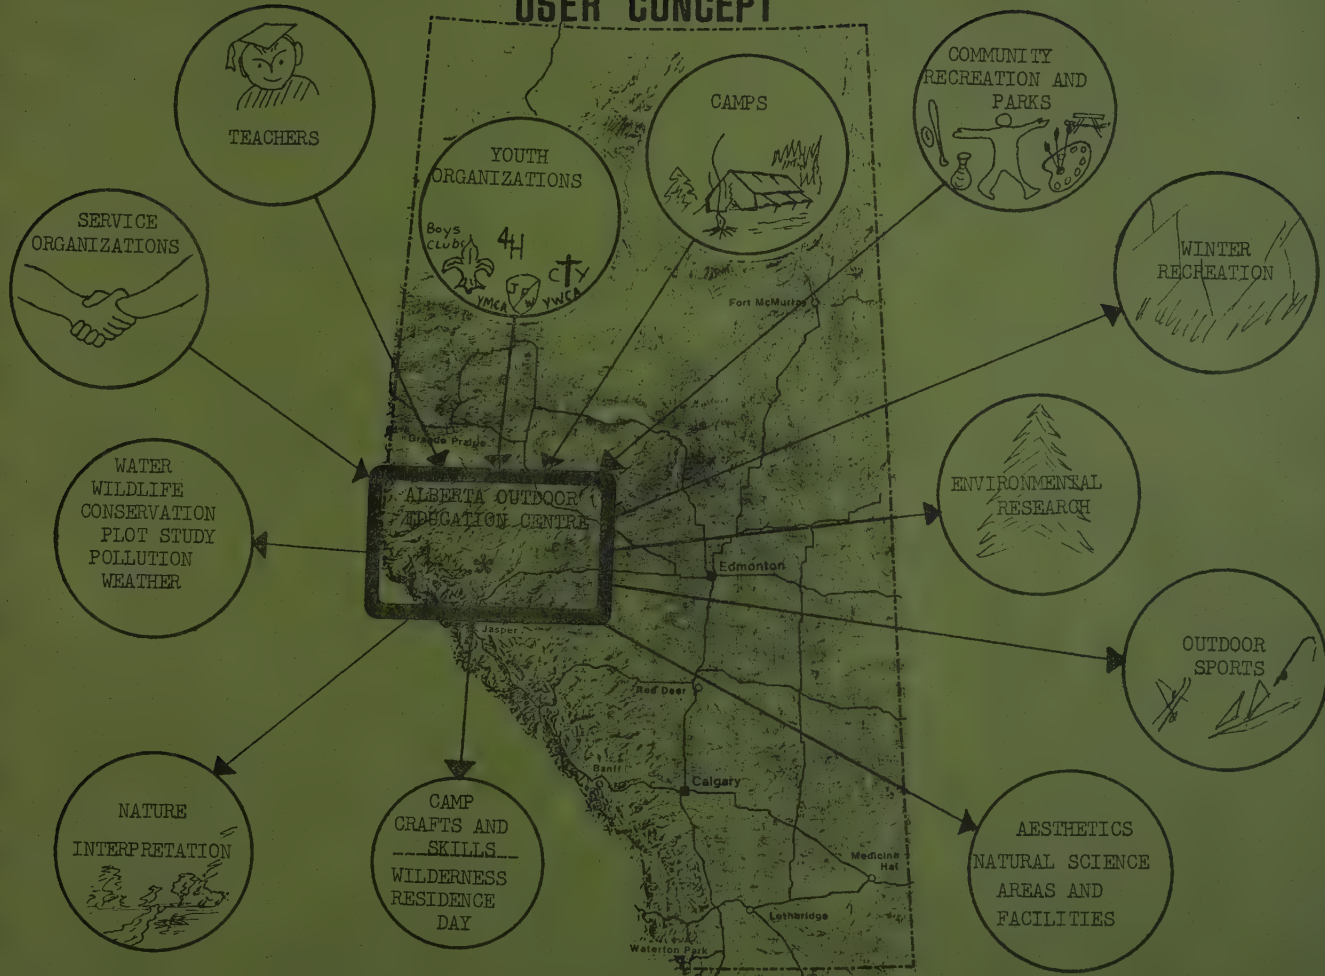 USER CONCEPT
TEACHERS
YOUTH
ORGANIZATIONS
Boys
Clubs
4H
YMCA
YWCA
CAMPS
COMMUNITY
RECREATION AND
PARKS
SERVICE
ORGANIZATIONS
WINTER
RECREATION
Fort McMurray
Grande Prairie
WATER
WILDLIFE
CONSERVATION
PLOT STUDY
POLLUTION
WEATHER
ALBERTA OUTDOOR
EDUCATION CENTRE
*
ENVIRONMENTAL
RESEARCH
Edmonton
Jasper
Red Deer
OUTDOOR
SPORTS
Banff
Calgary
NATURE
INTERPRETATION
CAMP
CRAFTS AND
SKILLS
WILDERNESS
RESIDENCE
DAY
Medicine
Hat
Lethbridge
Waterton Park
AESTHETICS
NATURAL SCIENCE
AREAS AND
FACILITIES